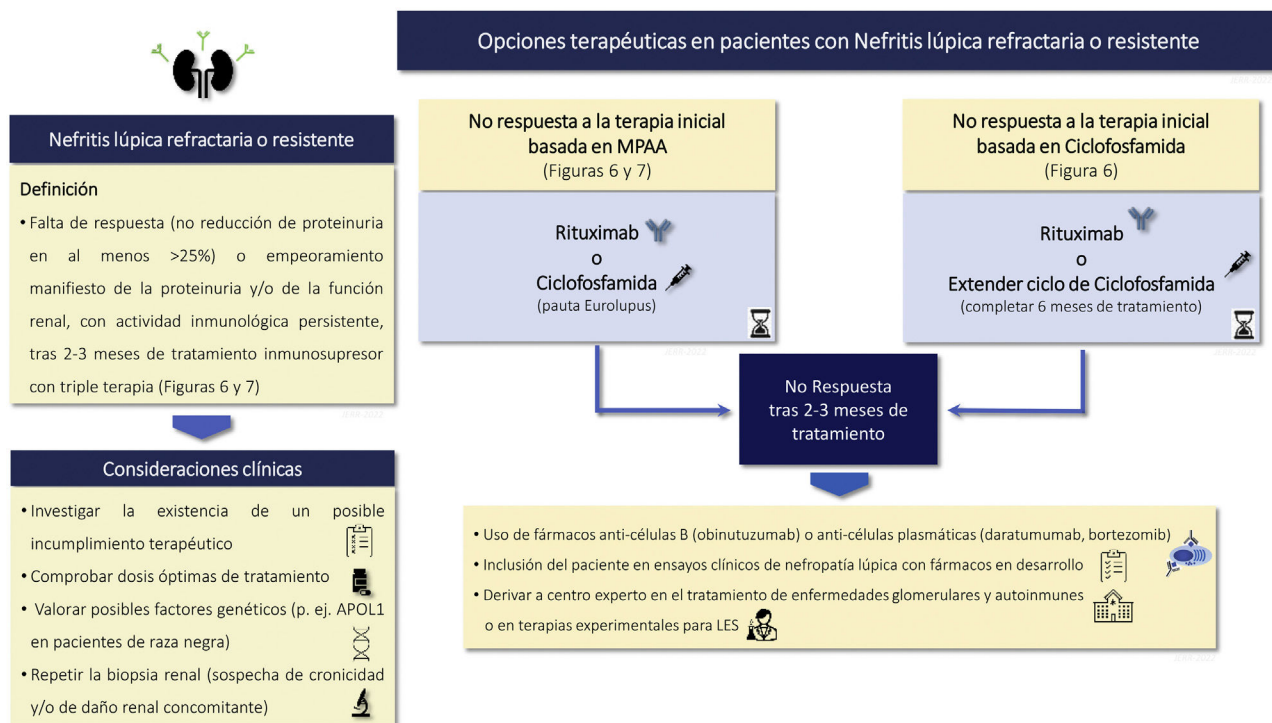 Opciones terapéuticas en pacientes con Nefritis lúpica refractaria o resistente
Nefritis lúpica refractaria o resistente
Definición
• Falta de respuesta (no reducción de proteinuria
en al menos >25%) o empeoramiento
manifiesto de la proteinuria y/o de la función
renal, con actividad inmunológica persistente,
tras 2-3 meses de tratamiento inmunosupresor
con triple terapia (Figuras 6 y 7)
Consideraciones clínicas
• Investigar la existencia de un posible
incumplimiento terapéutico
• Comprobar dosis óptimas de tratamiento
• Valorar posibles factores genéticos (p. ej. APOL1
en pacientes de raza negra)
• Repetir la biopsia renal (sospecha de cronicidad
y/o de daño renal concomitante)
No respuesta a la terapia inicial
basada en MPAA
(Figuras 6 y 7)
Rituximab
o
Ciclofosfamida
(pauta Eurolupus)
No respuesta a la terapia inicial
basada en Ciclofosfamida
(Figura 6)
Rituximab
o
Extender ciclo de Ciclofosfamida
(completar 6 meses de tratamiento)
No Respuesta
tras 2-3 meses de
tratamiento
• Uso de fármacos anti-células B (obinutuzumab) o anti-células plasmáticas (daratumumab, bortezomib)
• Inclusión del paciente en ensayos clínicos de nefropatía lúpica con fármacos en desarrollo
• Derivar a centro experto en el tratamiento de enfermedades glomerulares y autoinmunes
o en terapias experimentales para LES